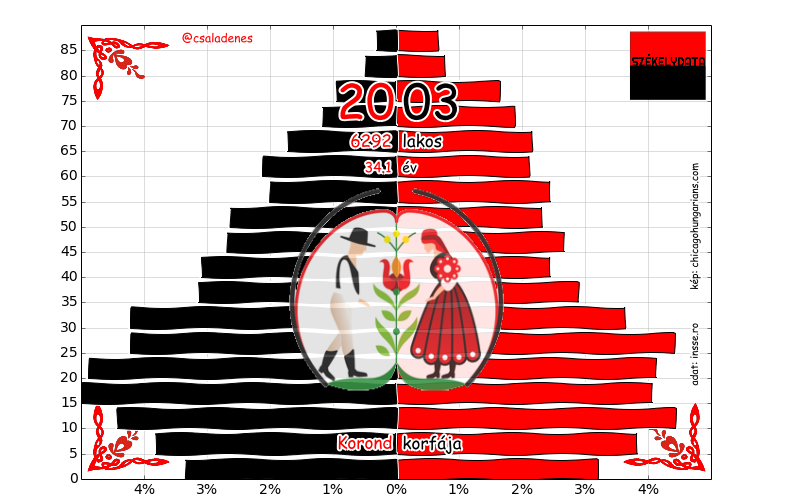 @csaladenes
SZÉKELYDATA
2003
6292 lakos
34.1 év
Korond korfája
kép: chicagohungarians.com
adat: insse.ro
85
80
75
70
65
60
55
50
45
40
35
30
25
20
15
10
5
0
4% 3% 2% 1% 0% 1% 2% 3% 4%